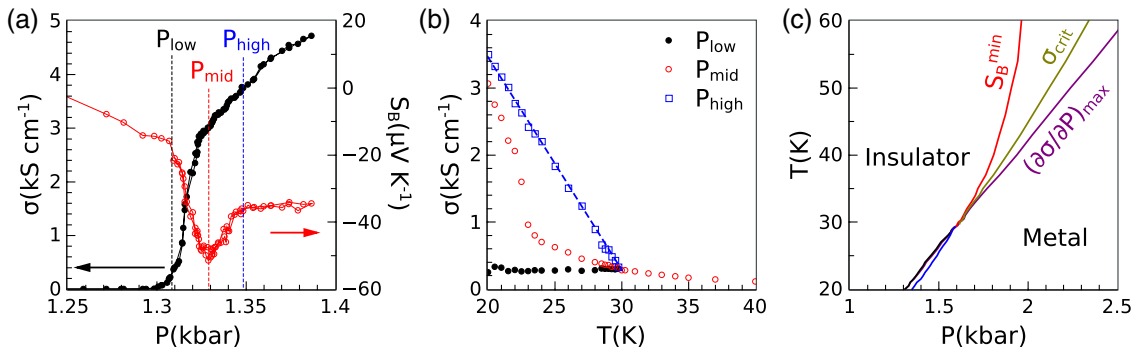 (a)
5
4
3
2
1
0
σ(kS cm⁻¹)
P_low
P_mid
P_high
20
0
−20
−40
−60
S_B(μV K⁻¹)
1.25 1.3 1.35 1.4
P(kbar)
(b)
4
3
2
1
0
σ(kS cm⁻¹)
P_low
P_mid
P_high
20 25 30 35 40
T(K)
(c)
60
50
40
30
20
T(K)
S_B^min
σ_crit
(∂σ/∂P)_max
Insulator
Metal
1 1.5 2 2.5
P(kbar)